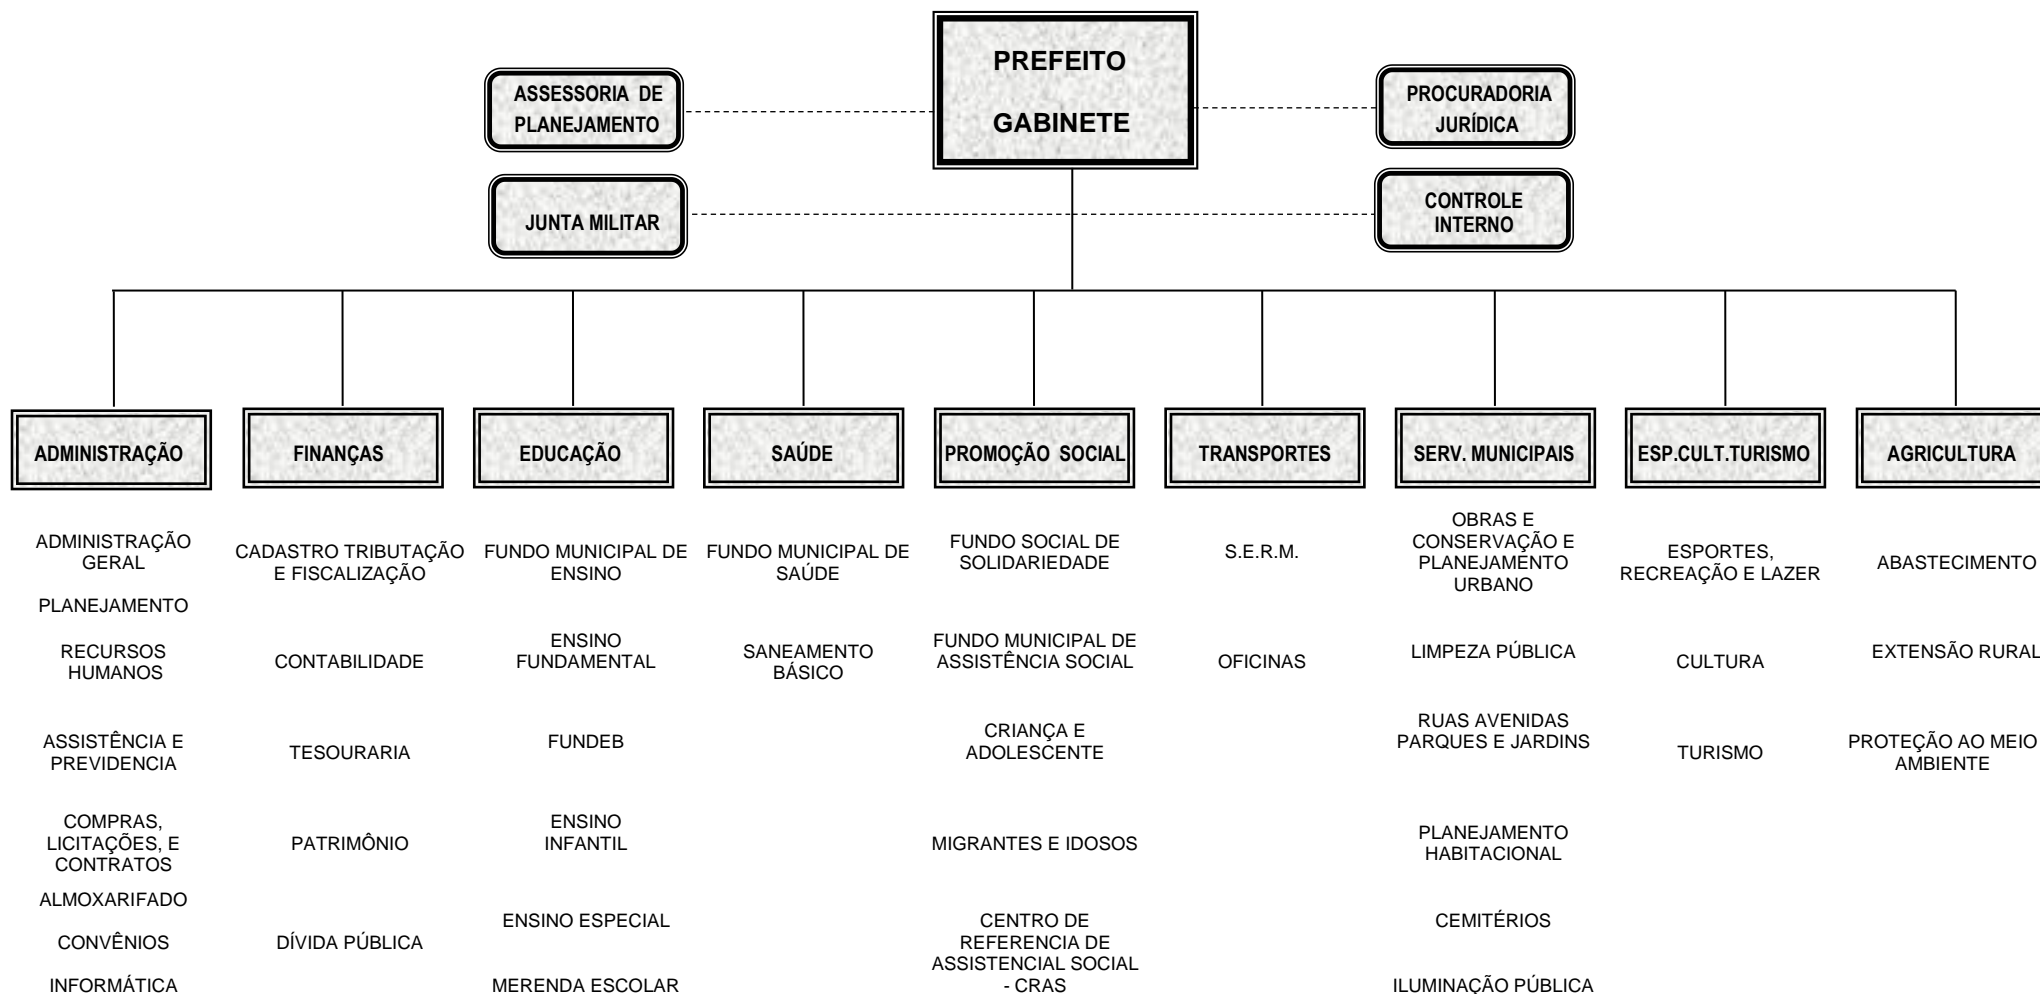 PREFEITO
GABINETE
ASSESSORIA DE
PLANEJAMENTO
PROCURADORIA
JURÍDICA
JUNTA MILITAR
CONTROLE
INTERNO
ADMINISTRAÇÃO
FINANÇAS
EDUCAÇÃO
SAÚDE
PROMOÇÃO SOCIAL
TRANSPORTES
SERV. MUNICIPAIS
ESP.CULT.TURISMO
AGRICULTURA
ADMINISTRAÇÃO
GERAL
PLANEJAMENTO
RECURSOS
HUMANOS
ASSISTÊNCIA E
PREVIDENCIA
COMPRAS,
LICITAÇÕES, E
CONTRATOS
ALMOXARIFADO
CONVÊNIOS
INFORMÁTICA
CADASTRO TRIBUTAÇÃO
E FISCALIZAÇÃO
CONTABILIDADE
TESOURARIA
PATRIMÔNIO
DÍVIDA PÚBLICA
FUNDO MUNICIPAL DE
ENSINO
ENSINO
FUNDAMENTAL
FUNDEB
ENSINO
INFANTIL
ENSINO ESPECIAL
MERENDA ESCOLAR
FUNDO MUNICIPAL DE
SAÚDE
SANEAMENTO
BÁSICO
FUNDO SOCIAL DE
SOLIDARIEDADE
FUNDO MUNICIPAL DE
ASSISTÊNCIA SOCIAL
CRIANÇA E
ADOLESCENTE
MIGRANTES E IDOSOS
CENTRO DE
REFERENCIA DE
ASSISTENCIAL SOCIAL
- CRAS
S.E.R.M.
OFICINAS
OBRAS E
CONSERVAÇÃO E
PLANEJAMENTO
URBANO
LIMPEZA PÚBLICA
RUAS AVENIDAS
PARQUES E JARDINS
PLANEJAMENTO
HABITACIONAL
CEMITÉRIOS
ILUMINAÇÃO PÚBLICA
ESPORTES,
RECREAÇÃO E LAZER
CULTURA
TURISMO
ABASTECIMENTO
EXTENSÃO RURAL
PROTEÇÃO AO MEIO
AMBIENTE